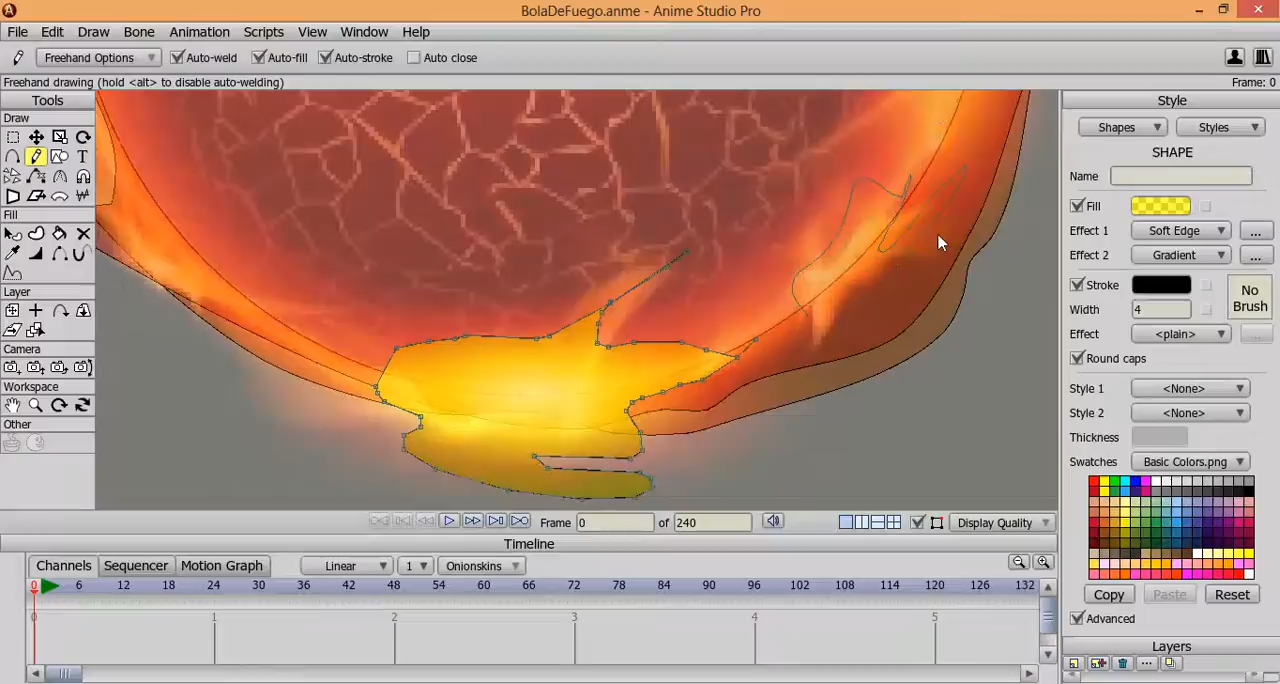 BolaDeFuego.anme - Anime Studio Pro
File Edit Draw Bone Animation Scripts View Window Help
Freehand Options Auto-weld Auto-fill Auto-stroke Auto close
Freehand drawing (hold <alt> to disable auto-welding) Frame: 0
Tools
Draw
T
Fill
Layer
Camera
Workspace
Other
Style
Shapes Styles
SHAPE
Name
Fill
Effect 1 Soft Edge ...
Effect 2 Gradient ...
Stroke
No Brush
Width 4
Effect <plain> ...
Round caps
Style 1 <None>
Style 2 <None>
Thickness
Swatches Basic Colors.png
Copy Paste Reset
Advanced
Layers
Frame 0 of 240 Display Quality
Timeline
Channels Sequencer Motion Graph Linear 1 Onionskins
0 6 12 18 24 30 36 42 48 54 60 66 72 78 84 90 96 102 108 114 120 126 132
0 1 2 3 4 5